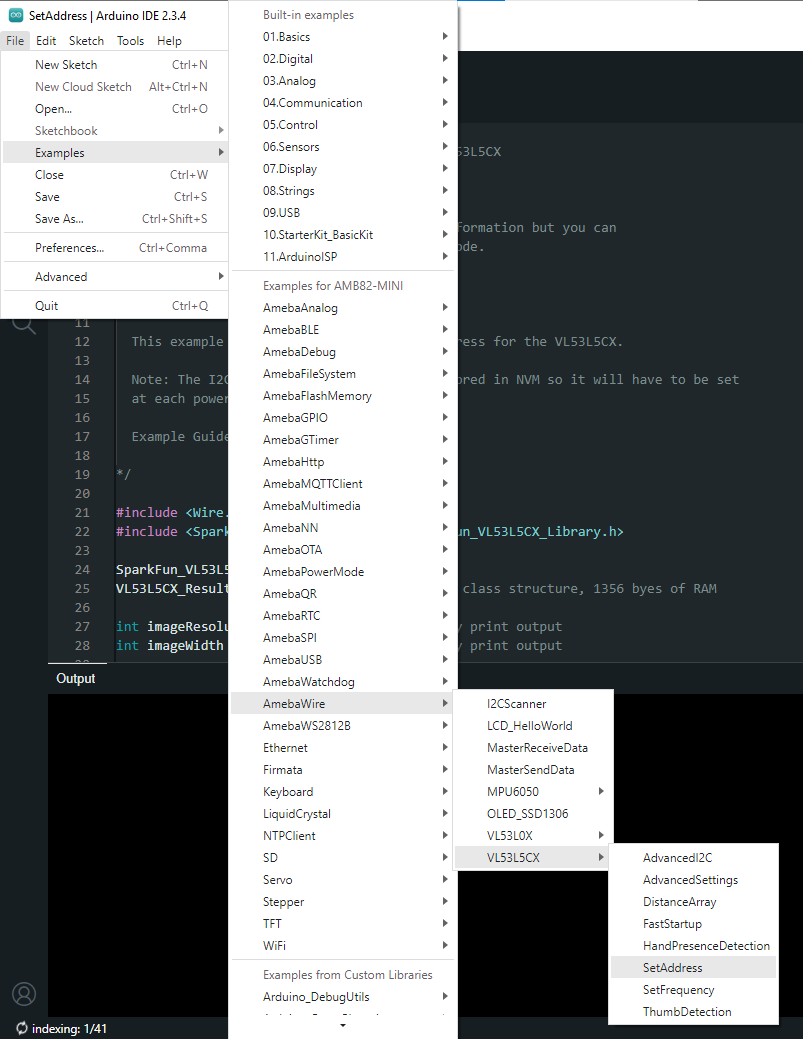 SetAddress | Arduino IDE 2.3.4
File Edit Sketch Tools Help
New Sketch Ctrl+N
New Cloud Sketch Alt+Ctrl+N
Open... Ctrl+O
Sketchbook
Examples
Close Ctrl+W
Save Ctrl+S
Save As... Ctrl+Shift+S
Preferences... Ctrl+Comma
Advanced
Quit Ctrl+Q
Built-in examples
01.Basics
02.Digital
03.Analog
04.Communication
05.Control
06.Sensors
07.Display
08.Strings
09.USB
10.StarterKit_BasicKit
11.ArduinoISP
Examples for AMB82-MINI
AmebaAnalog
AmebaBLE
AmebaDebug
AmebaFileSystem
AmebaFlashMemory
AmebaGPIO
AmebaGTimer
AmebaHttp
AmebaMQTTClient
AmebaMultimedia
AmebaNN
AmebaOTA
AmebaPowerMode
AmebaQR
AmebaRTC
AmebaSPI
AmebaUSB
AmebaWatchdog
AmebaWire
AmebaWS2812B
Ethernet
Firmata
Keyboard
LiquidCrystal
NTPClient
SD
Servo
Stepper
TFT
WiFi
Examples from Custom Libraries
Arduino_DebugUtils
I2CScanner
LCD_HelloWorld
MasterReceiveData
MasterSendData
MPU6050
OLED_SSD1306
VL53L0X
VL53L5CX
AdvancedI2C
AdvancedSettings
DistanceArray
FastStartup
HandPresenceDetection
SetAddress
SetFrequency
ThumbDetection
53L5CX
formation but you can
ode.
11
12 This example ress for the VL53L5CX.
13
14 Note: The I2C ored in NVM so it will have to be set
15 at each power
16
17 Example Guide
18
19 */
20
21 #include <Wire.
22 #include <Spark un_VL53L5CX_Library.h>
23
24 SparkFun_VL53L5
25 VL53L5CX_Result class structure, 1356 byes of RAM
26
27 int imageResolu y print output
28 int imageWidth y print output
Output
indexing: 1/41